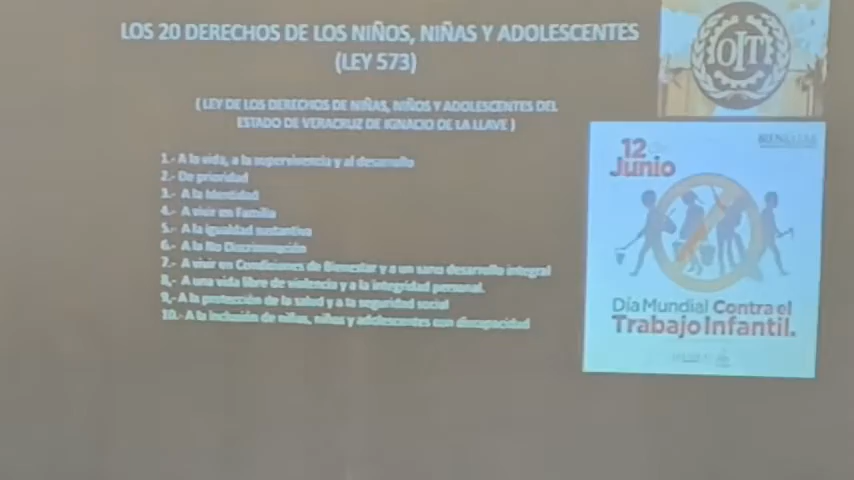 LOS 20 DERECHOS DE LOS NIÑOS, NIÑAS Y ADOLESCENTES
(LEY 573)
( LEY DE LOS DERECHOS DE NIÑAS, NIÑOS Y ADOLESCENTES DEL
ESTADO DE VERACRUZ DE IGNACIO DE LA LLAVE )
1.- A la vida, a la supervivencia y al desarrollo
2.- De prioridad
3.- A la Identidad
4.- A vivir en Familia
5.- A la igualdad sustantiva
6.- A la No Discriminación
7.- A vivir en Condiciones de Bienestar y a un sano desarrollo integral
8,- A una vida libre de violencia y a la integridad personal.
9,- A la protección de la salud y a la seguridad social
10.- A la inclusión de niñas, niños y adolescentes con discapacidad
OIT
BIENESTAR
12 de
Junio
Día Mundial Contra el
Trabajo Infantil.